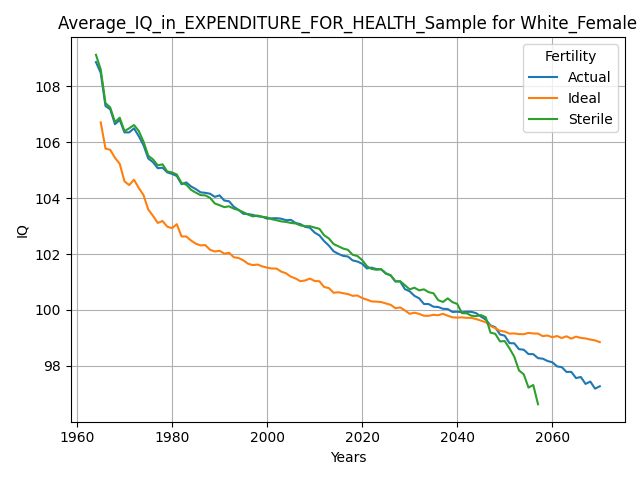 Average_IQ_in_EXPENDITURE_FOR_HEALTH_Sample for White_Female
Fertility
Actual
Ideal
Sterile
108
106
104
102
100
98
IQ
1960
1980
2000
2020
2040
2060
Years